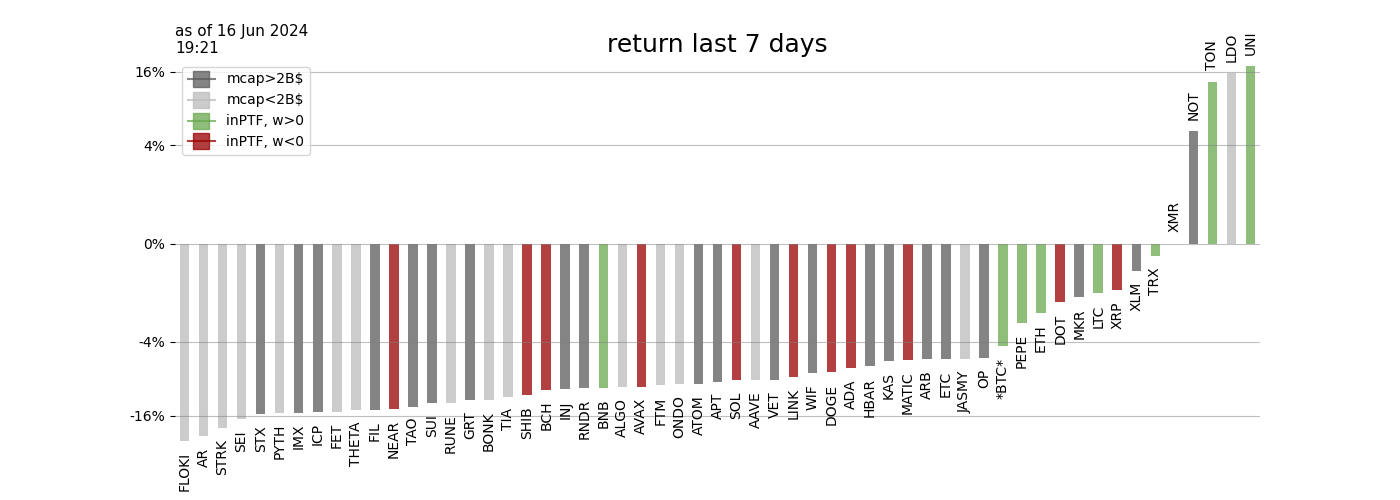 as of 16 Jun 2024
19:21
return last 7 days
mcap>2B$
mcap<2B$
inPTF, w>0
inPTF, w<0
16%
4%
0%
-4%
-16%
FLOKI
AR
STRK
SEI
STX
PYTH
IMX
ICP
FET
THETA
FIL
NEAR
TAO
SUI
RUNE
GRT
BONK
TIA
SHIB
BCH
INJ
RNDR
BNB
ALGO
AVAX
FTM
ONDO
ATOM
APT
SOL
AAVE
VET
LINK
WIF
DOGE
ADA
HBAR
KAS
MATIC
ARB
ETC
JASMY
OP
*BTC*
PEPE
ETH
DOT
MKR
LTC
XRP
XLM
TRX
XMR
NOT
TON
LDO
UNI